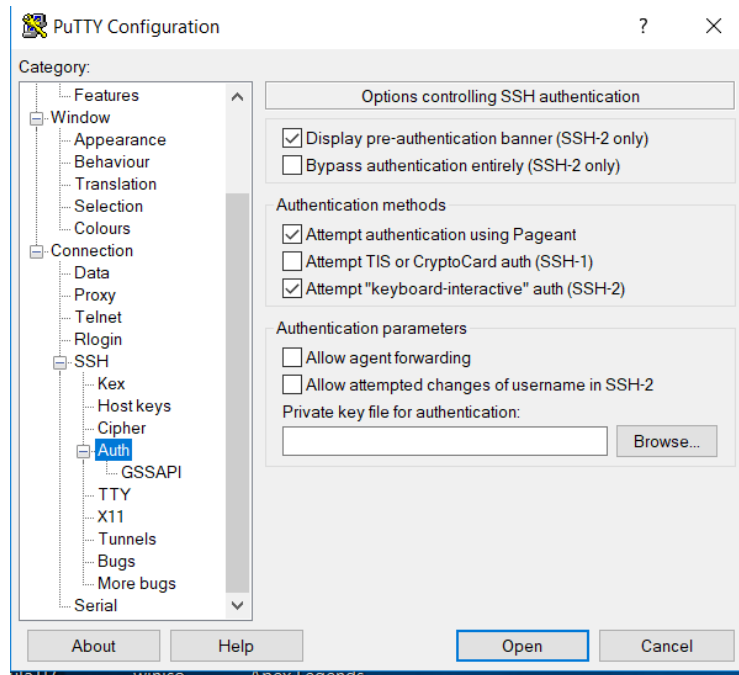 PuTTY Configuration
?
Category:
Features
Window
Appearance
Behaviour
Translation
Selection
Colours
Connection
Data
Proxy
Telnet
Rlogin
SSH
Kex
Host keys
Cipher
Auth
GSSAPI
TTY
X11
Tunnels
Bugs
More bugs
Serial
Options controlling SSH authentication
Display pre-authentication banner (SSH-2 only)
Bypass authentication entirely (SSH-2 only)
Authentication methods
Attempt authentication using Pageant
Attempt TIS or CryptoCard auth (SSH-1)
Attempt "keyboard-interactive" auth (SSH-2)
Authentication parameters
Allow agent forwarding
Allow attempted changes of username in SSH-2
Private key file for authentication:
Browse...
About
Help
Open
Cancel
Apex Legends